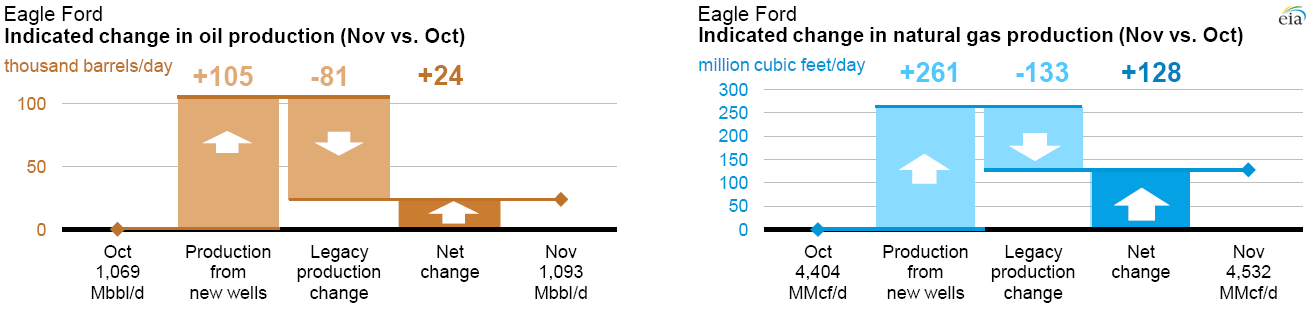 Eagle Ford
Indicated change in oil production (Nov vs. Oct)
thousand barrels/day
+105
-81
+24
100
50
0
Oct
1,069
Mbbl/d
Production
from
new wells
Legacy
production
change
Net
change
Nov
1,093
Mbbl/d
Eagle Ford
Indicated change in natural gas production (Nov vs. Oct)
eia
million cubic feet/day
+261
-133
+128
300
250
200
150
100
50
0
Oct
4,404
MMcf/d
Production
from
new wells
Legacy
production
change
Net
change
Nov
4,532
MMcf/d